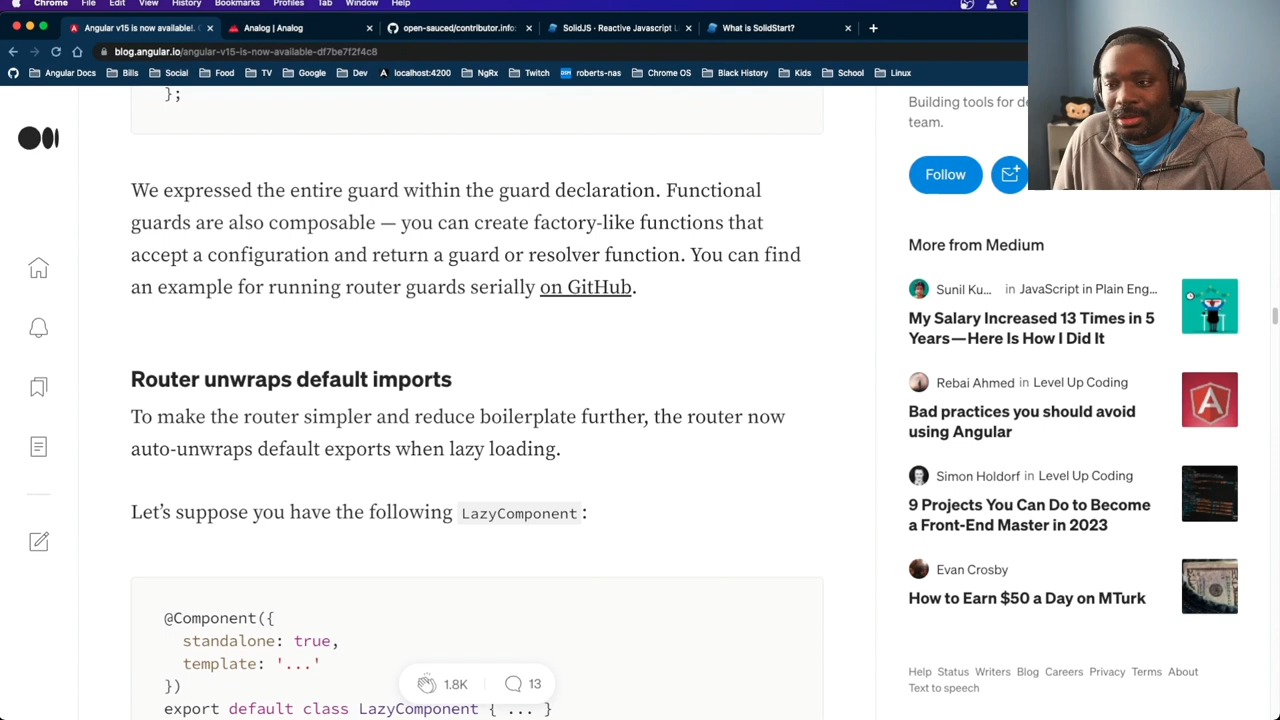 Chrome File Edit View History Bookmarks Profiles Tab Window Help
Angular v15 is now available!. ×
Analog | Analog ×
open-sauced/contributor.info: ×
SolidJS · Reactive Javascript L ×
What is SolidStart? ×
blog.angular.io/angular-v15-is-now-available-df7be7f2f4c8
Angular Docs Bills Social Food TV Google Dev localhost:4200 NgRx Twitch roberts-nas Chrome OS Black History Kids School Linux
};
We expressed the entire guard within the guard declaration. Functional
guards are also composable — you can create factory-like functions that
accept a configuration and return a guard or resolver function. You can find
an example for running router guards serially on GitHub.
Router unwraps default imports
To make the router simpler and reduce boilerplate further, the router now
auto-unwraps default exports when lazy loading.
Let's suppose you have the following LazyComponent:
@Component({
standalone: true,
template: '...'
})
export default class LazyComponent { ... }
1.8K 13
Building tools for
team.
Follow
More from Medium
Sunil Ku... in JavaScript in Plain Eng...
My Salary Increased 13 Times in 5
Years—Here Is How I Did It
Rebai Ahmed in Level Up Coding
Bad practices you should avoid
using Angular
Simon Holdorf in Level Up Coding
9 Projects You Can Do to Become
a Front-End Master in 2023
Evan Crosby
How to Earn $50 a Day on MTurk
Help Status Writers Blog Careers Privacy Terms About
Text to speech